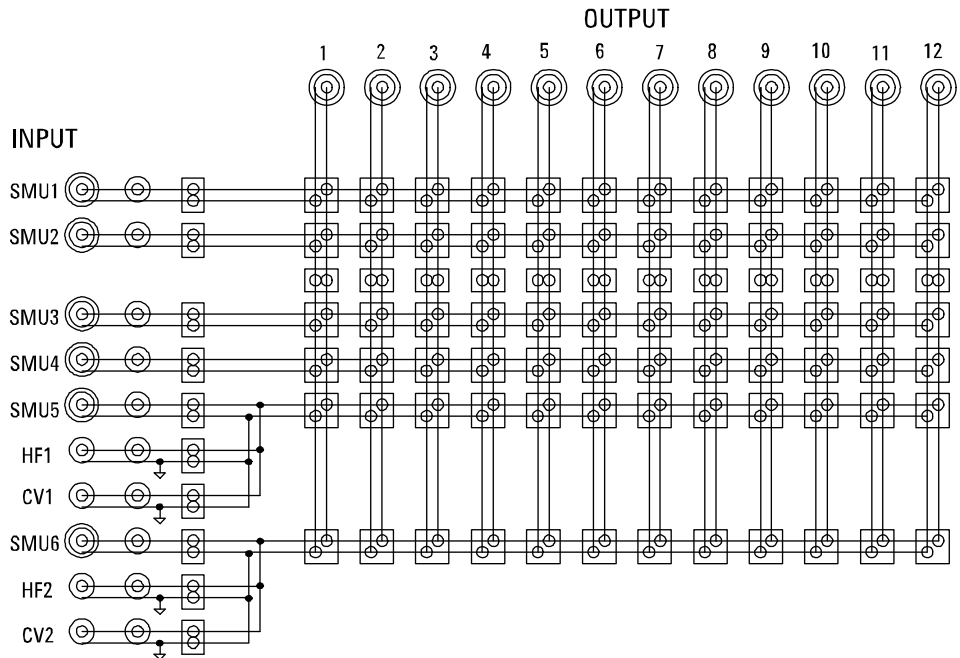 OUTPUT
1 2 3 4 5 6 7 8 9 10 11 12
INPUT
SMU1
SMU2
SMU3
SMU4
SMU5
HF1
CV1
SMU6
HF2
CV2